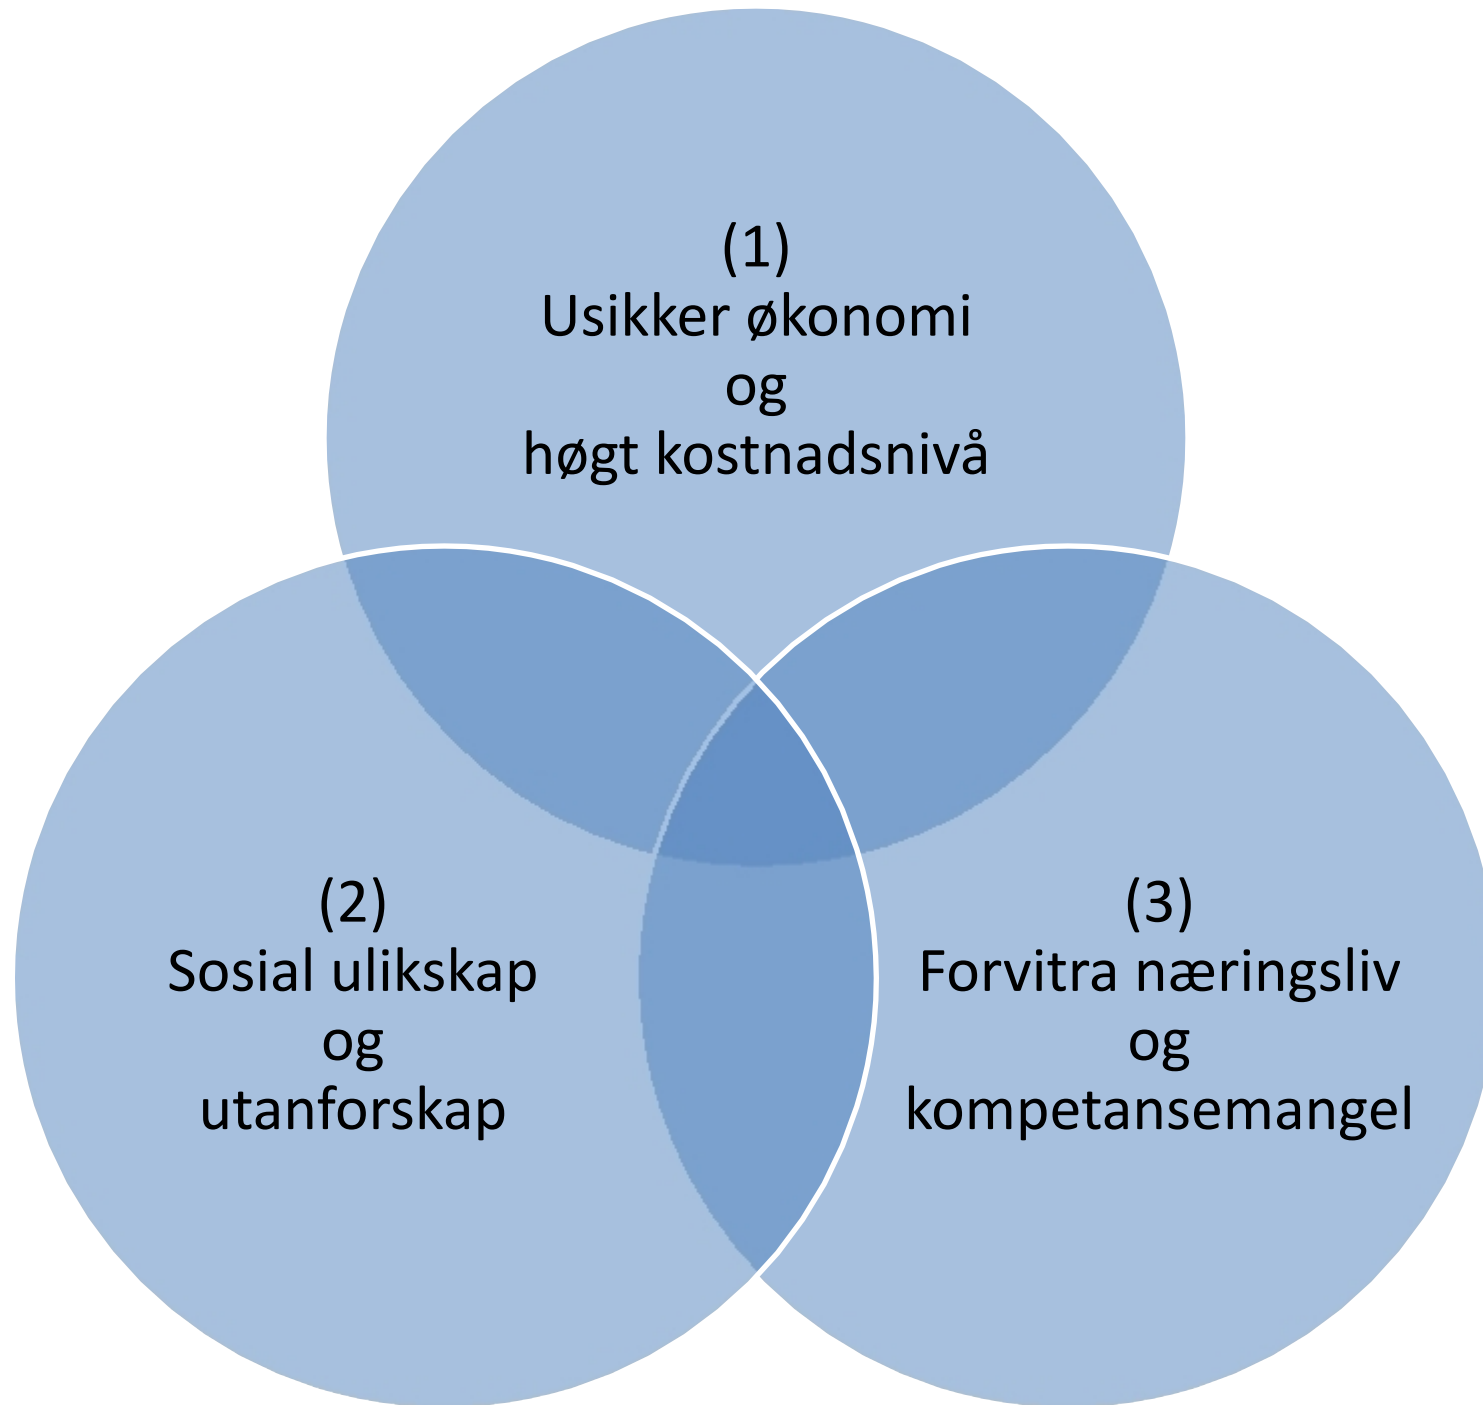 (1)
Usikker økonomi
og
høgt kostnadsnivå
(2)
Sosial ulikskap
og
utanforskap
(3)
Forvitra næringsliv
og
kompetansemangel